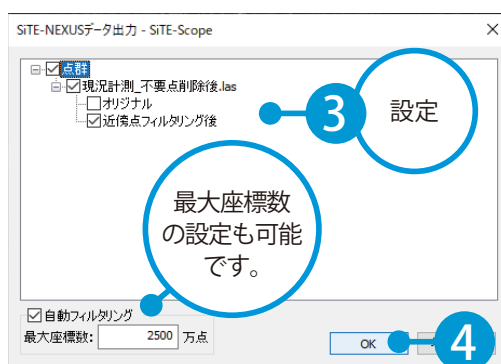 SiTE-NEXUSデータ出力 - SiTE-Scope
点群
現況計測_不要点削除後.las
オリジナル
近傍点フィルタリング後
3
設定
最大座標数
の設定も可能
です。
自動フィルタリング
最大座標数: 2500 万点
OK
4